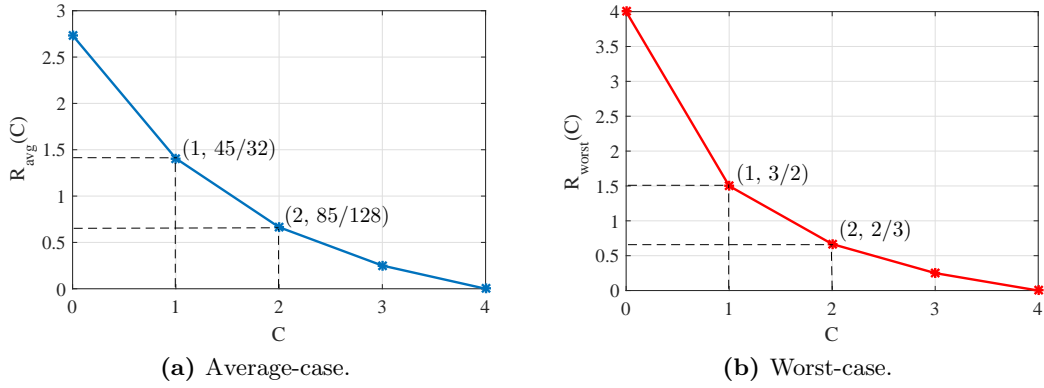 3
2.5
2
1.5
1
0.5
0
R_avg(C)
(1, 45/32)
(2, 85/128)
0 1 2 3 4
C
(a) Average-case.
4
3.5
3
2.5
2
1.5
1
0.5
0
R_worst(C)
(1, 3/2)
(2, 2/3)
0 1 2 3 4
C
(b) Worst-case.